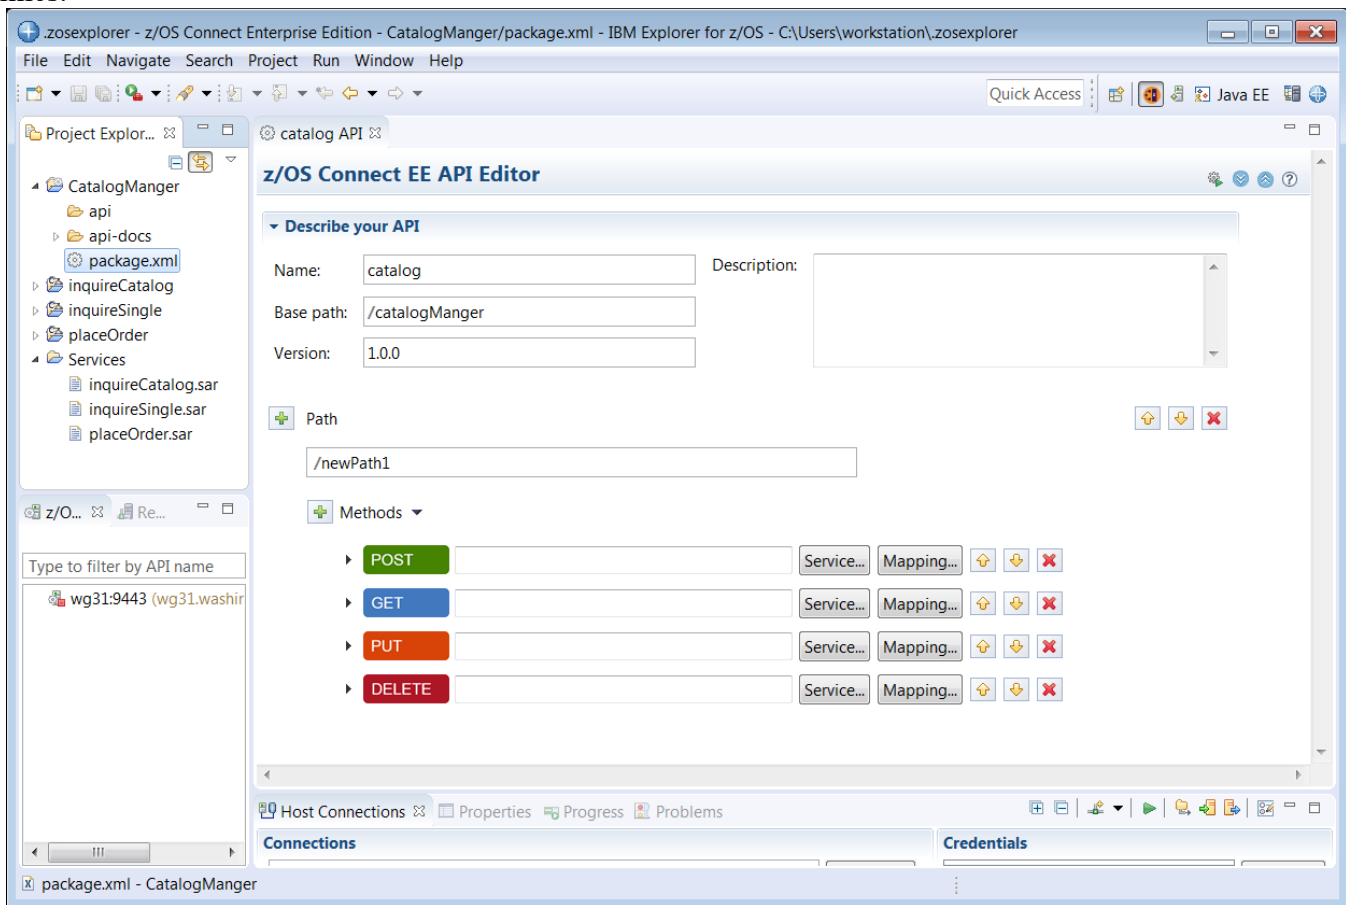 .zosexplorer - z/OS Connect Enterprise Edition - CatalogManger/package.xml - IBM Explorer for z/OS - C:\Users\workstation\.zosexplorer
File Edit Navigate Search Project Run Window Help
Quick Access Java EE
Project Explor...
CatalogManger
api
api-docs
package.xml
inquireCatalog
inquireSingle
placeOrder
Services
inquireCatalog.sar
inquireSingle.sar
placeOrder.sar
z/O... Re...
Type to filter by API name
wg31:9443 (wg31.washir
catalog API
z/OS Connect EE API Editor
Describe your API
Name: catalog Description:
Base path: /catalogManger
Version: 1.0.0
Path
/newPath1
Methods
POST Service... Mapping...
GET Service... Mapping...
PUT Service... Mapping...
DELETE Service... Mapping...
Host Connections Properties Progress Problems
Connections Credentials
package.xml - CatalogManger